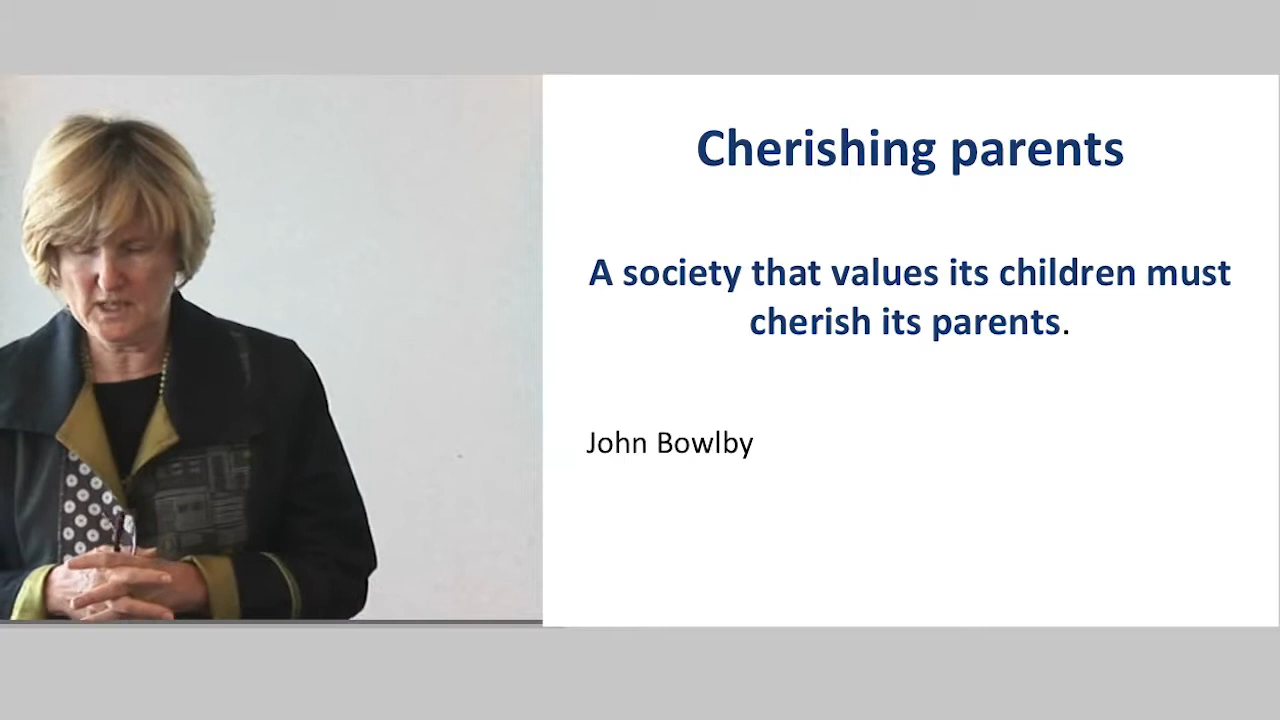 Cherishing parents
A society that values its children must
cherish its parents.
John Bowlby